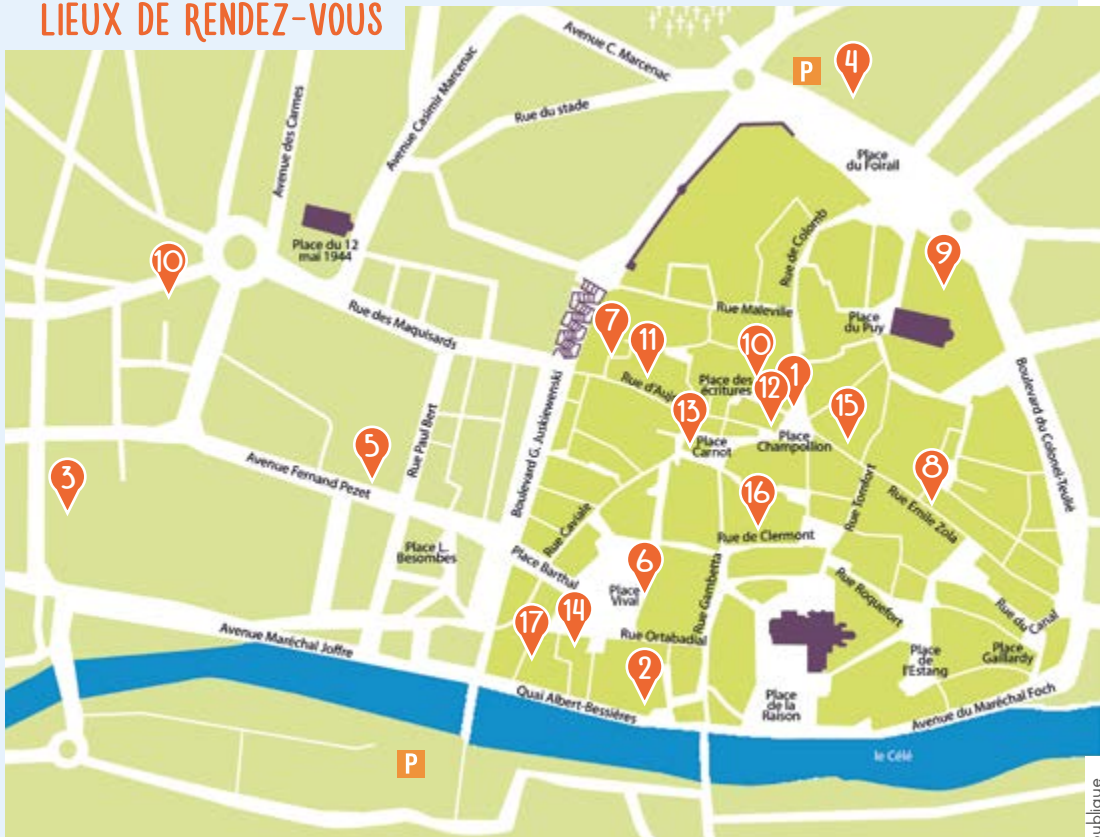 LIEUX DE RENDEZ-VOUS
Avenue C. Marcenac
P
4
Avenue des Carmes
Avenue Casimir Marcenac
Rue du stade
Place
du Foirail
Place du 12
mai 1944
10
Rue de Colomb
9
Rue des Maquisards
7
11
Rue Maleville
Place
du Puy
10
Place des
écritures
12
1
Rue d'Auj
13
15
Place
Carnot
Place
Champollion
Boulevard du Colonel-Teulié
Boulevard G. Juskiewenski
Rue Paul Bert
5
3
Avenue Fernand Pezet
8
16
Rue Tomfort
Rue Emile Zola
Rue Caviale
Rue de Clermont
Place L.
Besombes
Place Barthal
6
Place
Vival
Rue Gambetta
Rue Roquefort
17
14
Rue Ortabadial
Rue du Canal
Avenue Maréchal Joffre
2
Place
de
l'Estang
Place
Gaillardy
Quai Albert-Bessières
Place
de la
Raison
Avenue du Maréchal Foch
le Célé
P